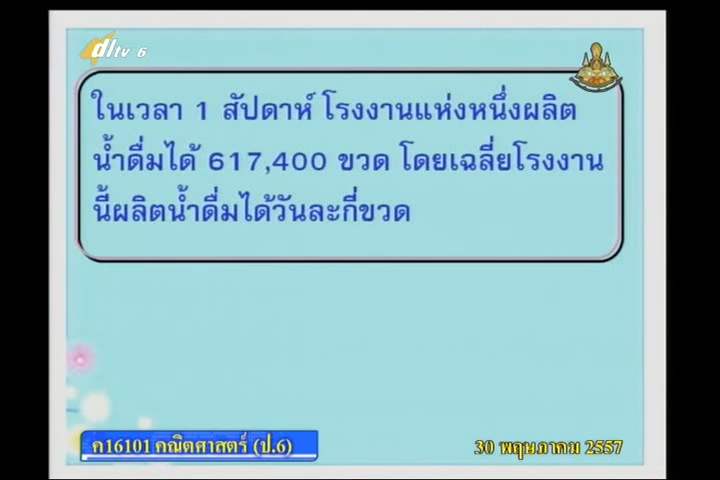 dltv 6
ในเวลา 1 สัปดาห์ โรงงานแห่งหนึ่งผลิต
น้ำดื่มได้ 617,400 ขวด โดยเฉลี่ยโรงงาน
นี้ผลิตน้ำดื่มได้วันละกี่ขวด
ค16101 คณิตศาสตร์ (ป.6)
30 พฤษภาคม 2557